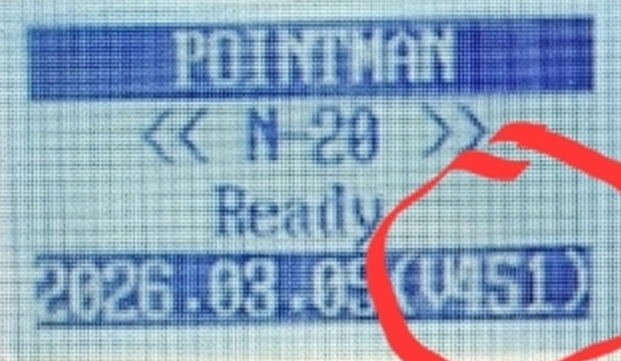 POINTMAN
<< N-20 >>
Ready
2026.03.09(V451)